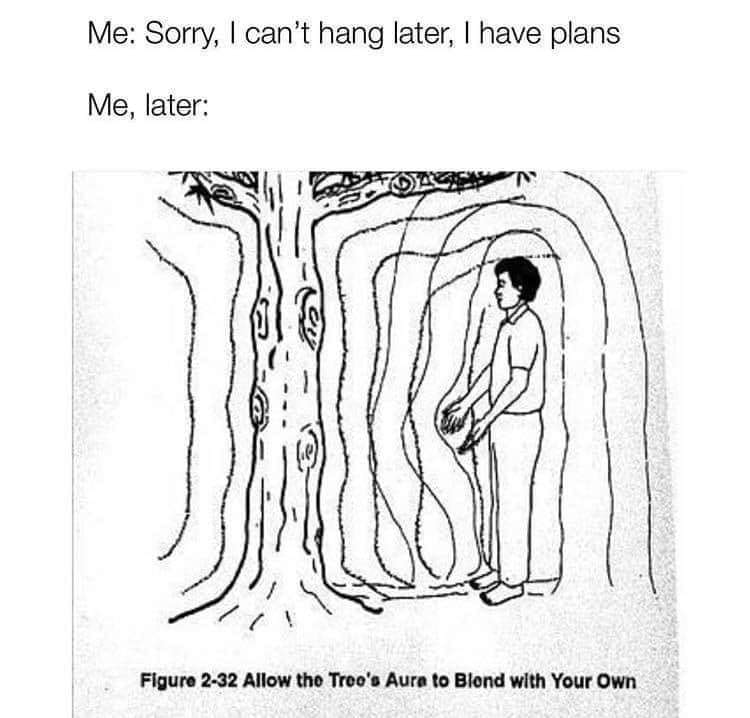 Me: Sorry, I can’t hang later, I have plans
Me, later:
Figure 2-32 Allow the Tree's Aura to Blend with Your Own